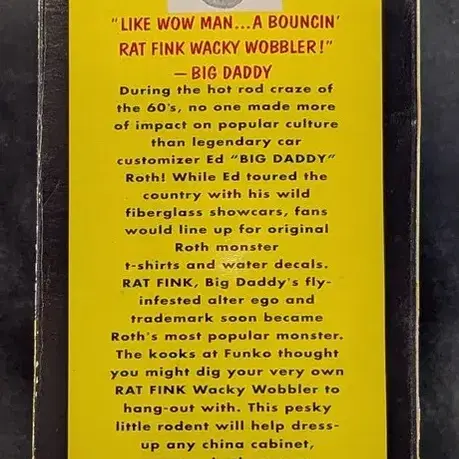 "LIKE WOW MAN...A BOUNCIN'
RAT FINK WACKY WOBBLER!"
— BIG DADDY
During the hot rod craze of
the 60's, no one made more
of impact on popular culture
than legendary car
customizer Ed "BIG DADDY"
Roth! While Ed toured the
country with his wild
fiberglass showcars, fans
would line up for original
Roth monster
t-shirts and water decals.
RAT FINK, Big Daddy's fly-
infested alter ego and
trademark soon became
Roth's most popular monster.
The kooks at Funko thought
you might dig your very own
RAT FINK Wacky Wobbler to
hang-out with. This pesky
little rodent will help dress-
up any china cabinet,